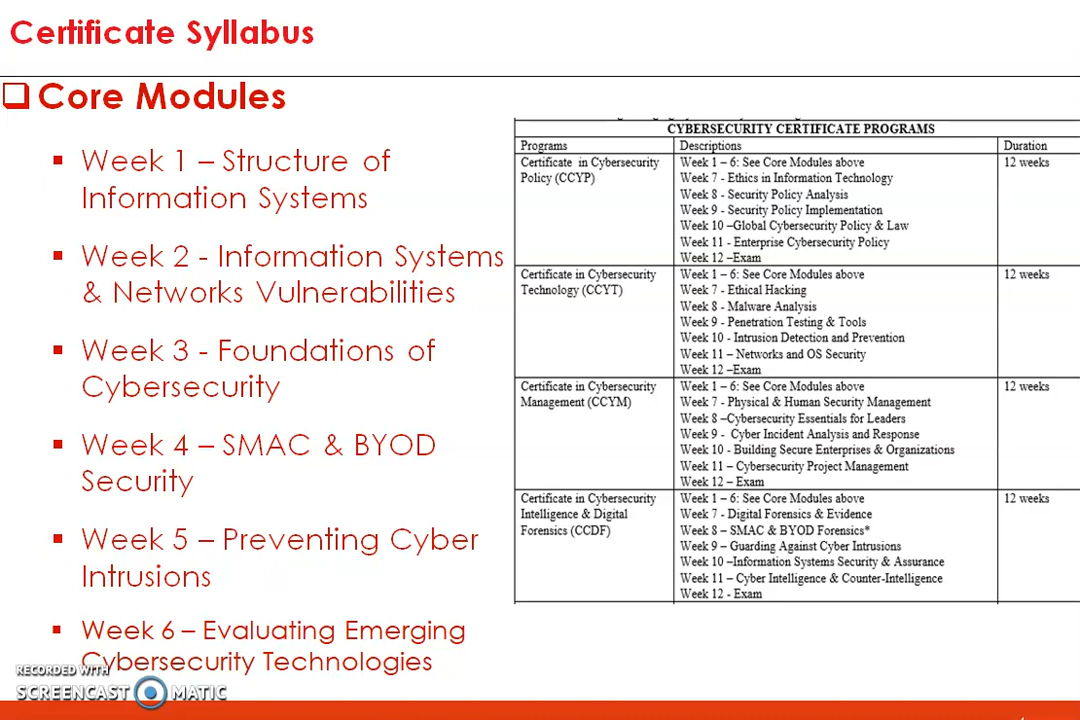 Certificate Syllabus
❑ Core Modules
▪ Week 1 – Structure of
Information Systems
▪ Week 2 - Information Systems
& Networks Vulnerabilities
▪ Week 3 - Foundations of
Cybersecurity
▪ Week 4 – SMAC & BYOD
Security
▪ Week 5 – Preventing Cyber
Intrusions
▪ Week 6 – Evaluating Emerging
Cybersecurity Technologies
CYBERSECURITY CERTIFICATE PROGRAMS
Programs Descriptions Duration
Certificate in Cybersecurity Week 1 – 6: See Core Modules above 12 weeks
Policy (CCYP) Week 7 - Ethics in Information Technology
Week 8 - Security Policy Analysis
Week 9 - Security Policy Implementation
Week 10 –Global Cybersecurity Policy & Law
Week 11 - Enterprise Cybersecurity Policy
Week 12 –Exam
Certificate in Cybersecurity Week 1 – 6: See Core Modules above 12 weeks
Technology (CCYT) Week 7 - Ethical Hacking
Week 8 - Malware Analysis
Week 9 - Penetration Testing & Tools
Week 10 - Intrusion Detection and Prevention
Week 11 – Networks and OS Security
Week 12 –Exam
Certificate in Cybersecurity Week 1 – 6: See Core Modules above 12 weeks
Management (CCYM) Week 7 - Physical & Human Security Management
Week 8 –Cybersecurity Essentials for Leaders
Week 9 - Cyber Incident Analysis and Response
Week 10 - Building Secure Enterprises & Organizations
Week 11 – Cybersecurity Project Management
Week 12 – Exam
Certificate in Cybersecurity Week 1 – 6: See Core Modules above 12 weeks
Intelligence & Digital Week 7 - Digital Forensics & Evidence
Forensics (CCDF) Week 8 – SMAC & BYOD Forensics*
Week 9 – Guarding Against Cyber Intrusions
Week 10 –Information Systems Security & Assurance
Week 11 – Cyber Intelligence & Counter-Intelligence
Week 12 - Exam
RECORDED WITH
SCREENCAST MATIC